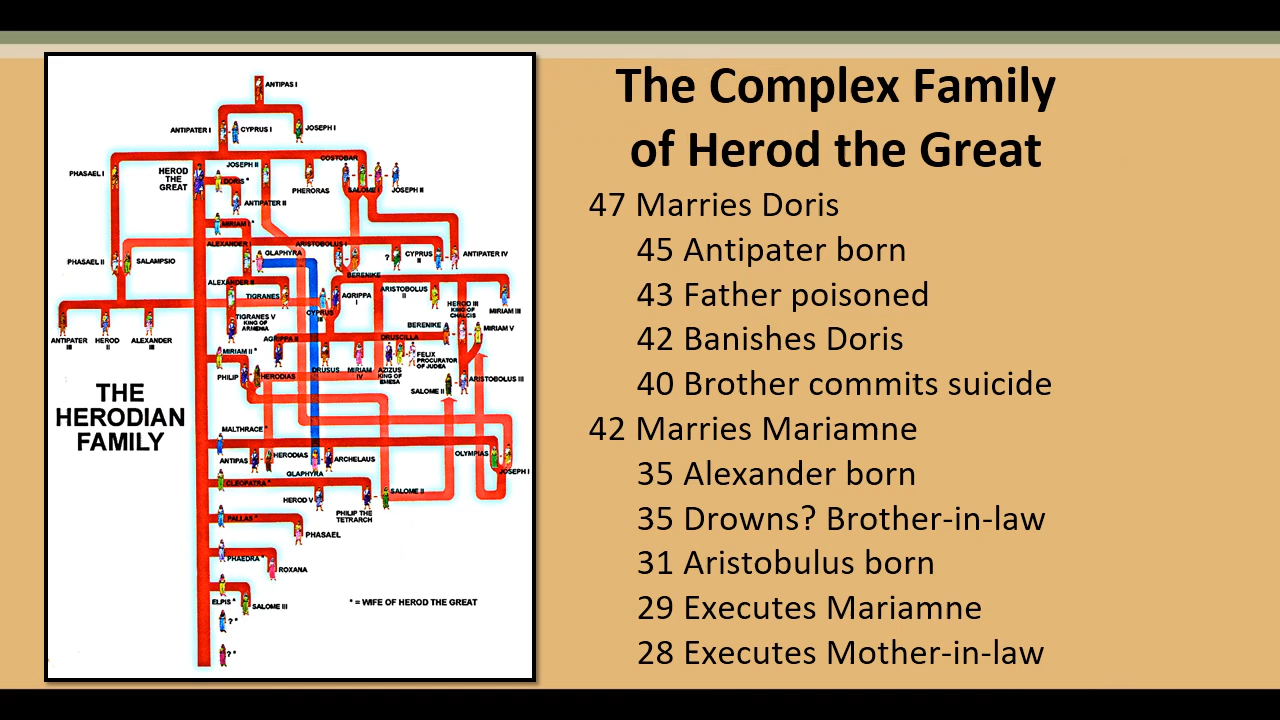 ANTIPAS I
ANTIPATER I
CYPRUS I
JOSEPH I
PHASAEL I
HEROD
THE
GREAT
JOSEPH II
DORIS *
ANTIPATER II
PHERORAS
COSTOBAR
SALOME I
JOSEPH II
MIRIAM I *
ALEXANDER I
GLAPHYRA
ARISTOBOLUS I
?
CYPRUS
II
ANTIPATER IV
PHASAEL II
SALAMPSIO
BERENIKE
ALEXANDER II
TIGRANES
CYPRUS
III
AGRIPPA
I
ARISTOBOLUS
II
HEROD III
KING OF
CHALCIS
MIRIAM III
TIGRANES V
KING OF
ARMENIA
BERENIKE
MIRIAM V
ANTIPATER
III
HEROD
II
ALEXANDER
III
AGRIPPA II
DRUSILLA
FELIX
PROCURATOR
OF JUDEA
MIRIAM II *
PHILIP
HERODIAS
DRUSUS
MIRIAM
IV
AZIZUS
KING OF
EMESA
SALOME II
ARISTOBULUS III
THE
HERODIAN
FAMILY
MALTHRACE *
ANTIPAS
HERODIAS
ARCHELAUS
GLAPHYRA
OLYMPIAS
JOSEPH I
CLEOPATRA *
HEROD V
PHILIP THE
TETRARCH
SALOME II
PALLAS *
PHASAEL
PHAEDRA *
ROXANA
ELPIS *
SALOME III
? *
? *
* = WIFE OF HEROD THE GREAT
The Complex Family
of Herod the Great
47 Marries Doris
45 Antipater born
43 Father poisoned
42 Banishes Doris
40 Brother commits suicide
42 Marries Mariamne
35 Alexander born
35 Drowns? Brother-in-law
31 Aristobulus born
29 Executes Mariamne
28 Executes Mother-in-law